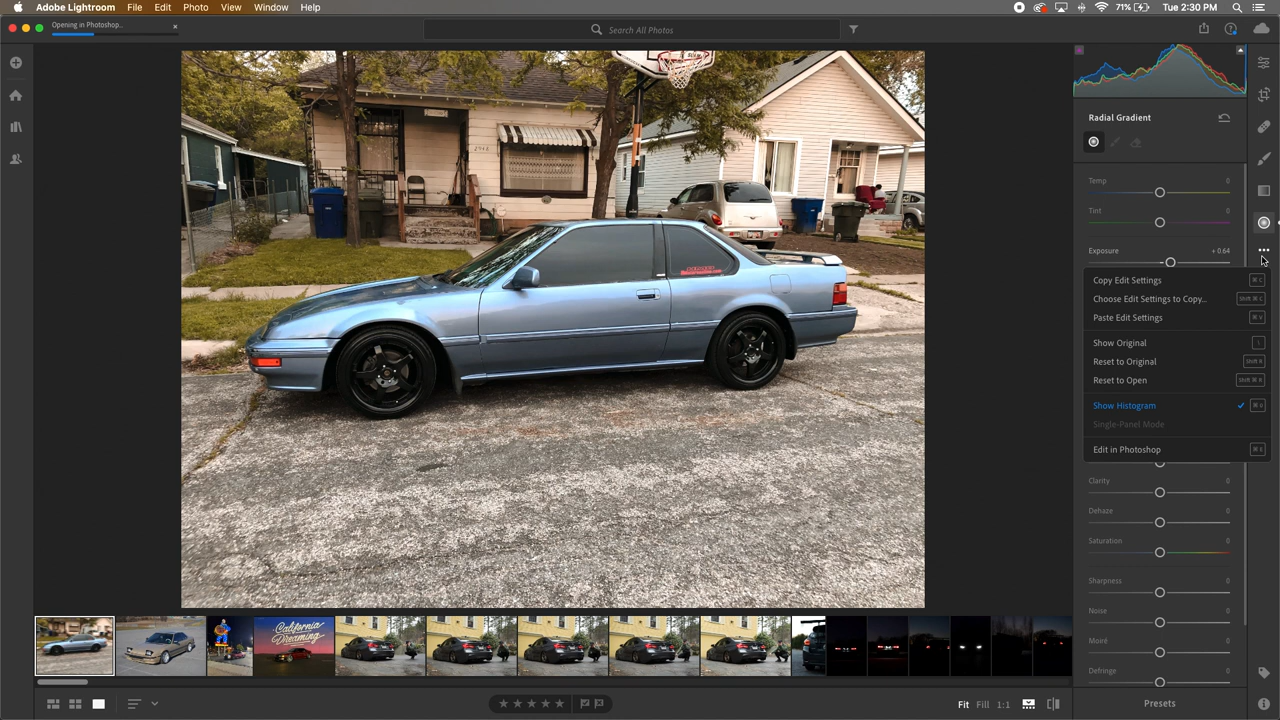 Adobe Lightroom File Edit Photo View Window Help
71% Tue 2:30 PM
Opening in Photoshop...
Search All Photos
Radial Gradient
Temp 0
Tint 0
Exposure + 0.64
Copy Edit Settings ⌘ C
Choose Edit Settings to Copy... Shift ⌘ C
Paste Edit Settings ⌘ V
Show Original \
Reset to Original Shift R
Reset to Open Shift ⌘ R
Show Histogram ⌘ 0
Single-Panel Mode
Edit in Photoshop ⌘ E
Clarity 0
Dehaze 0
Saturation 0
Sharpness 0
Noise 0
Moiré 0
Defringe 0
California
Dreaming
Fit Fill 1:1
Presets